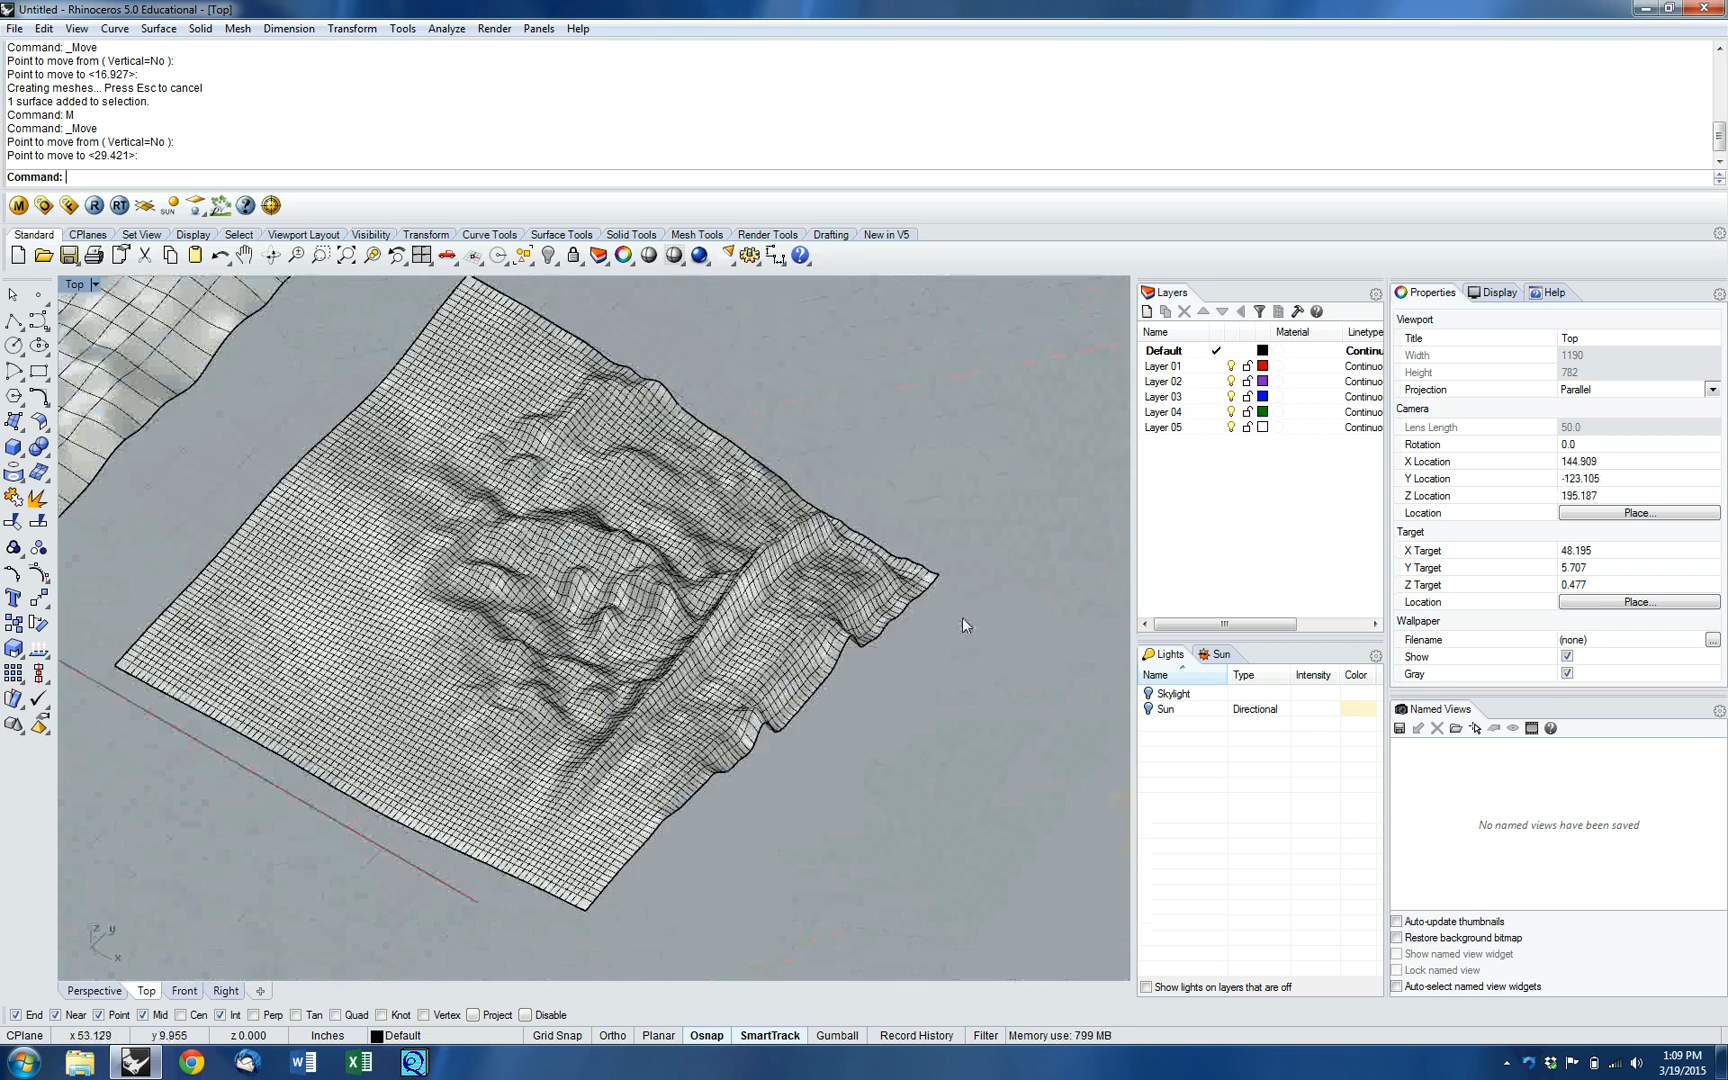 Untitled - Rhinoceros 5.0 Educational - [Top]
File Edit View Curve Surface Solid Mesh Dimension Transform Tools Analyze Render Panels Help
Command: _Move
Point to move from ( Vertical=No ):
Point to move to <16.927>:
Creating meshes... Press Esc to cancel
1 surface added to selection.
Command: M
Command: _Move
Point to move from ( Vertical=No ):
Point to move to <29.421>:
Command:
M O F R RT SUN ?
Standard CPlanes Set View Display Select Viewport Layout Visibility Transform Curve Tools Surface Tools Solid Tools Mesh Tools Render Tools Drafting New in V5
Top
Layers
Name Material Linetype
Default Continu
Layer 01 Continuo
Layer 02 Continuo
Layer 03 Continuo
Layer 04 Continuo
Layer 05 Continuo
Lights Sun
Name Type Intensity Color
Skylight
Sun Directional
Show lights on layers that are off
Properties Display Help
Viewport
Title Top
Width 1190
Height 782
Projection Parallel
Camera
Lens Length 50.0
Rotation 0.0
X Location 144.909
Y Location -123.105
Z Location 195.187
Location Place...
Target
X Target 48.195
Y Target 5.707
Z Target 0.477
Location Place...
Wallpaper
Filename (none) ...
Show
Gray
Named Views
No named views have been saved
Auto-update thumbnails
Restore background bitmap
Show named view widget
Lock named view
Auto-select named view widgets
z y
x
Perspective Top Front Right
End Near Point Mid Cen Int Perp Tan Quad Knot Vertex Project Disable
CPlane x 53.129 y 9.955 z 0.000 Inches Default Grid Snap Ortho Planar Osnap SmartTrack Gumball Record History Filter Memory use: 799 MB
1:09 PM
3/19/2015